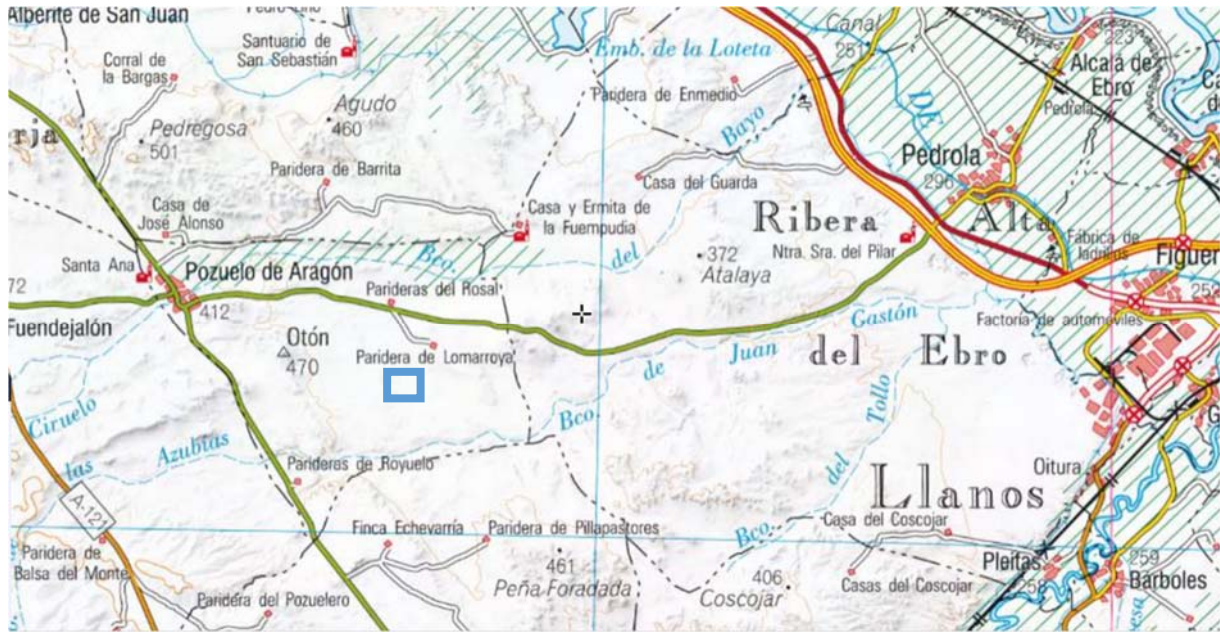 Alberite de San Juan
Santuario de
San Sebastián
Corral de
la Bargas
Emb. de la Loteta
Canal
251
223
Alcalá de
Ebro
Pedrola
Agudo
460
Pedregosa
501
rja
Paridera de Enmedio
Bayo
DE
Pedrola
296
Paridera de Barrita
Casa del Guarda
Casa de
José Alonso
Casa y Ermita de
la Fuempudia
Ribera Alta
Ntra. Sra. del Pilar
Fábrica de
ladrillos
Figuer
Santa Ana
Pozuelo de Aragón
Bco.
del
372
Atalaya
72
412
Parideras del Rosal
Gastón
Factoría de automóviles
Fuendejalón
Otón
470
Paridera de Lomarroya
de Juan
del Ebro
Ciruelo
las Azubias
Bco.
Tollo
del
Parideras de Royuelo
Llanos
Oitura
A-121
Finca Echevarría
Paridera de Pillapastores
Bco.
Casa del Coscojar
Paridera de
Balsa del Monte
461
Peña Foradada
406
Coscojar
Casas del Coscojar
Pleitas
258
259
Bárboles
Paridera del Pozuelero